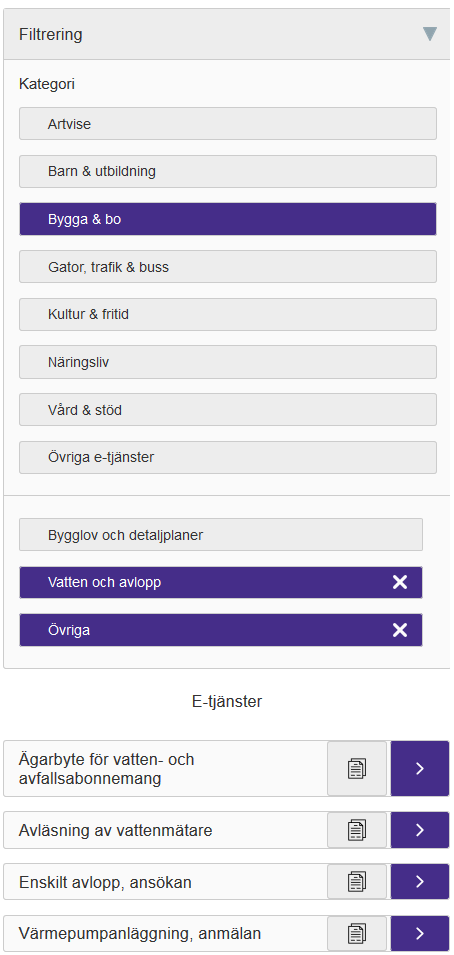 Filtrering
Kategori
Artvise
Barn & utbildning
Bygga & bo
Gator, trafik & buss
Kultur & fritid
Näringsliv
Vård & stöd
Övriga e-tjänster
Bygglov och detaljplaner
Vatten och avlopp
Övriga
E-tjänster
Ägarbyte för vatten- och
avfallsabonnemang
Avläsning av vattenmätare
Enskilt avlopp, ansökan
Värmepumpanläggning, anmälan